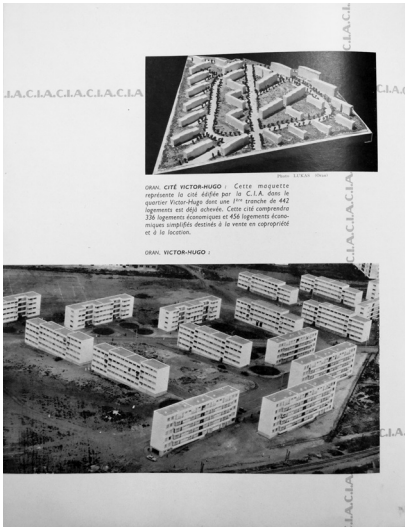 C.I.A.C.I.A.
.I.A.C.I.A.C.I.A.C.I.A.C.I.A. C.I.A.C.I.A.
Photo LUKAS
ORAN. CITÉ VICTOR-HUGO : Cette maquette
représente la cité édifiée par la C.I.A. dans le
quartier Victor-Hugo dont une 1ère tranche de 442
logements est déjà achevée. Cette cité comprendra
336 logements économiques et 456 logements écono-
miques simplifiés destinés à la vente en copropriété
et à la location.
ORAN. VICTOR-HUGO :